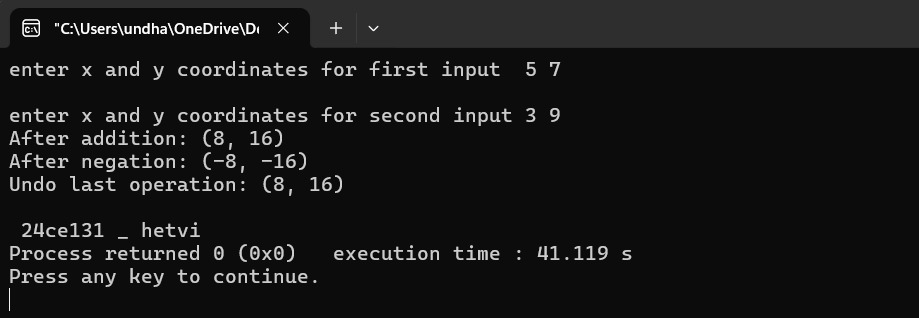 "C:\Users\undha\OneDrive\D
enter x and y coordinates for first input  5 7
enter x and y coordinates for second input 3 9
After addition: (8, 16)
After negation: (-8, -16)
Undo last operation: (8, 16)
 24ce131 _ hetvi
Process returned 0 (0x0)   execution time : 41.119 s
Press any key to continue.